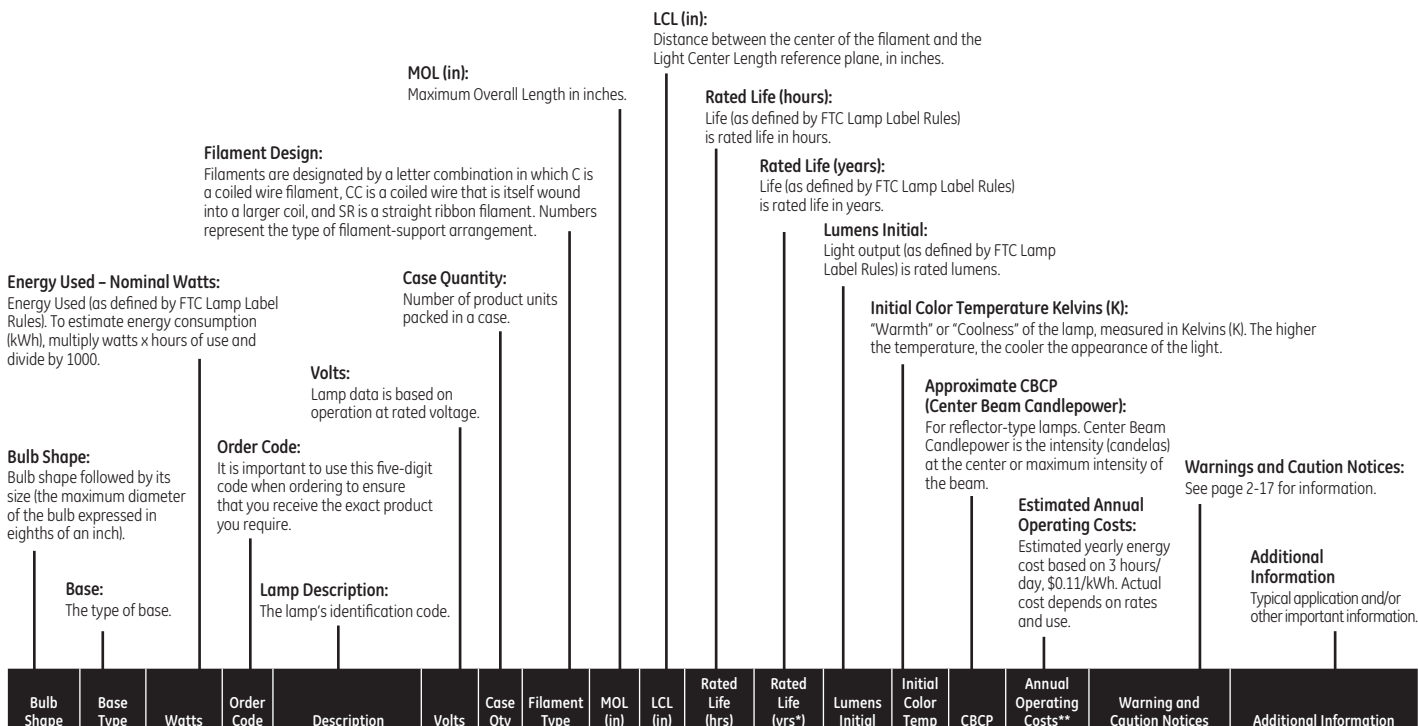 LCL (in):
Distance between the center of the filament and the
Light Center Length reference plane, in inches.
MOL (in):
Maximum Overall Length in inches.
Rated Life (hours):
Life (as defined by FTC Lamp Label Rules)
is rated life in hours.
Filament Design:
Filaments are designated by a letter combination in which C is
a coiled wire filament, CC is a coiled wire that is itself wound
into a larger coil, and SR is a straight ribbon filament. Numbers
represent the type of filament-support arrangement.
Rated Life (years):
Life (as defined by FTC Lamp Label Rules)
is rated life in years.
Lumens Initial:
Light output (as defined by FTC Lamp
Label Rules) is rated lumens.
Energy Used – Nominal Watts:
Energy Used (as defined by FTC Lamp Label
Rules). To estimate energy consumption
(kWh), multiply watts x hours of use and
divide by 1000.
Case Quantity:
Number of product units
packed in a case.
Initial Color Temperature Kelvins (K):
“Warmth” or “Coolness” of the lamp, measured in Kelvins (K). The higher
the temperature, the cooler the appearance of the light.
Volts:
Lamp data is based on
operation at rated voltage.
Approximate CBCP
(Center Beam Candlepower):
For reflector-type lamps. Center Beam
Candlepower is the intensity (candelas)
at the center or maximum intensity of
the beam.
Bulb Shape:
Bulb shape followed by its
size (the maximum diameter
of the bulb expressed in
eighths of an inch).
Order Code:
It is important to use this five-digit
code when ordering to ensure
that you receive the exact product
you require.
Warnings and Caution Notices:
See page 2-17 for information.
Estimated Annual
Operating Costs:
Estimated yearly energy
cost based on 3 hours/
day, $0.11/kWh. Actual
cost depends on rates
and use.
Additional
Information
Typical application and/or
other important information.
Base:
The type of base.
Lamp Description:
The lamp's identification code.
Bulb
Shape
Base
Type
Watts
Order
Code
Description
Volts
Case
Qty
Filament
Type
MOL
(in)
LCL
(in)
Rated
Life
(hrs)
Rated
Life
(yrs*)
Lumens
Initial
Initial
Color
Temp
CBCP
Annual
Operating
Costs**
Warning and
Caution Notices
Additional Information